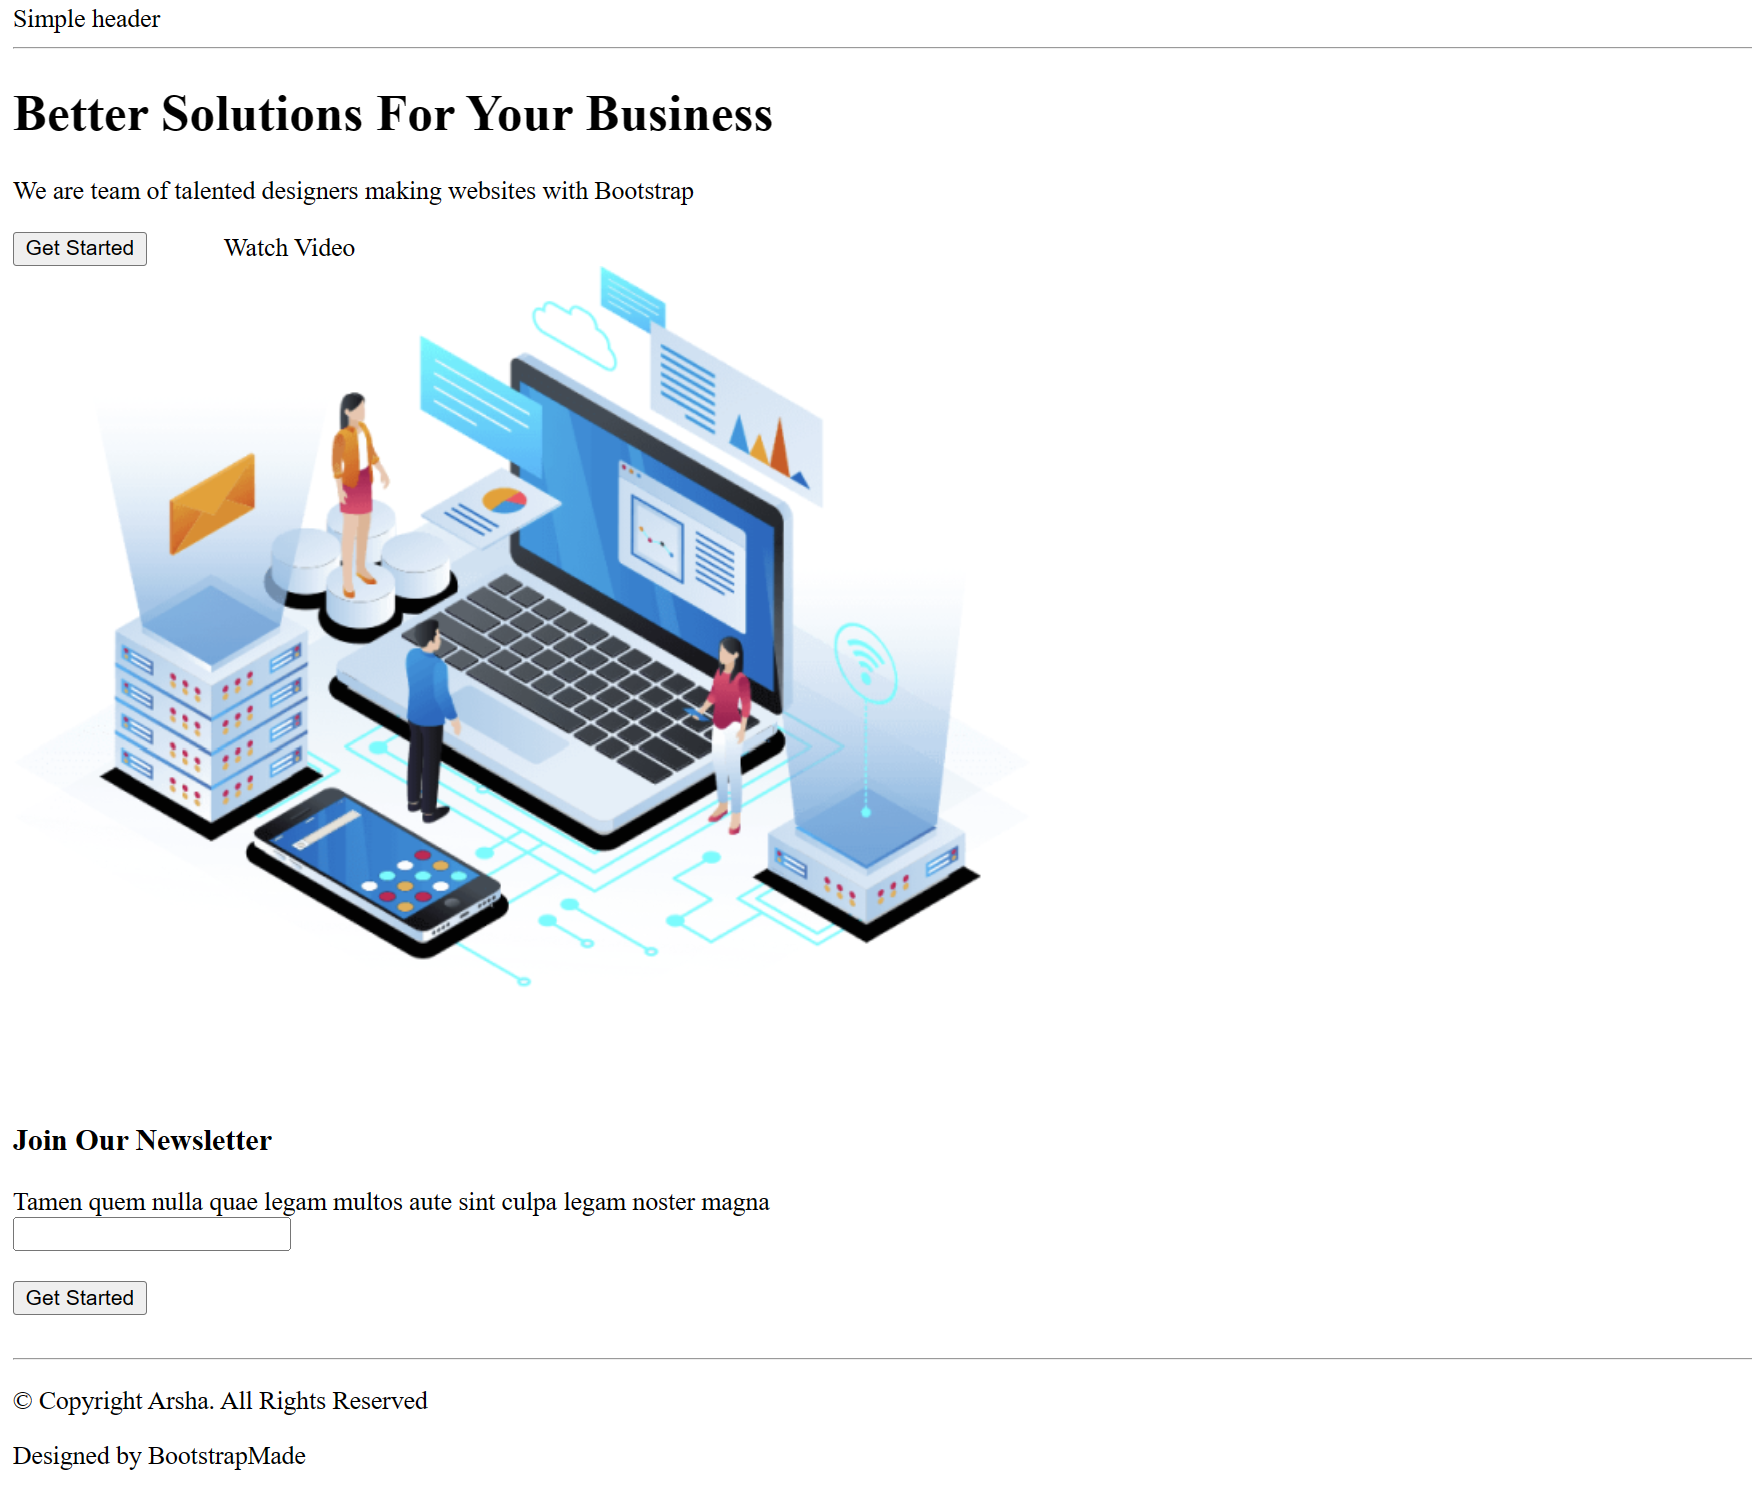 Simple header
Better Solutions For Your Business
We are team of talented designers making websites with Bootstrap
Get Started Watch Video
Join Our Newsletter
Tamen quem nulla quae legam multos aute sint culpa legam noster magna
Get Started
© Copyright Arsha. All Rights Reserved
Designed by BootstrapMade